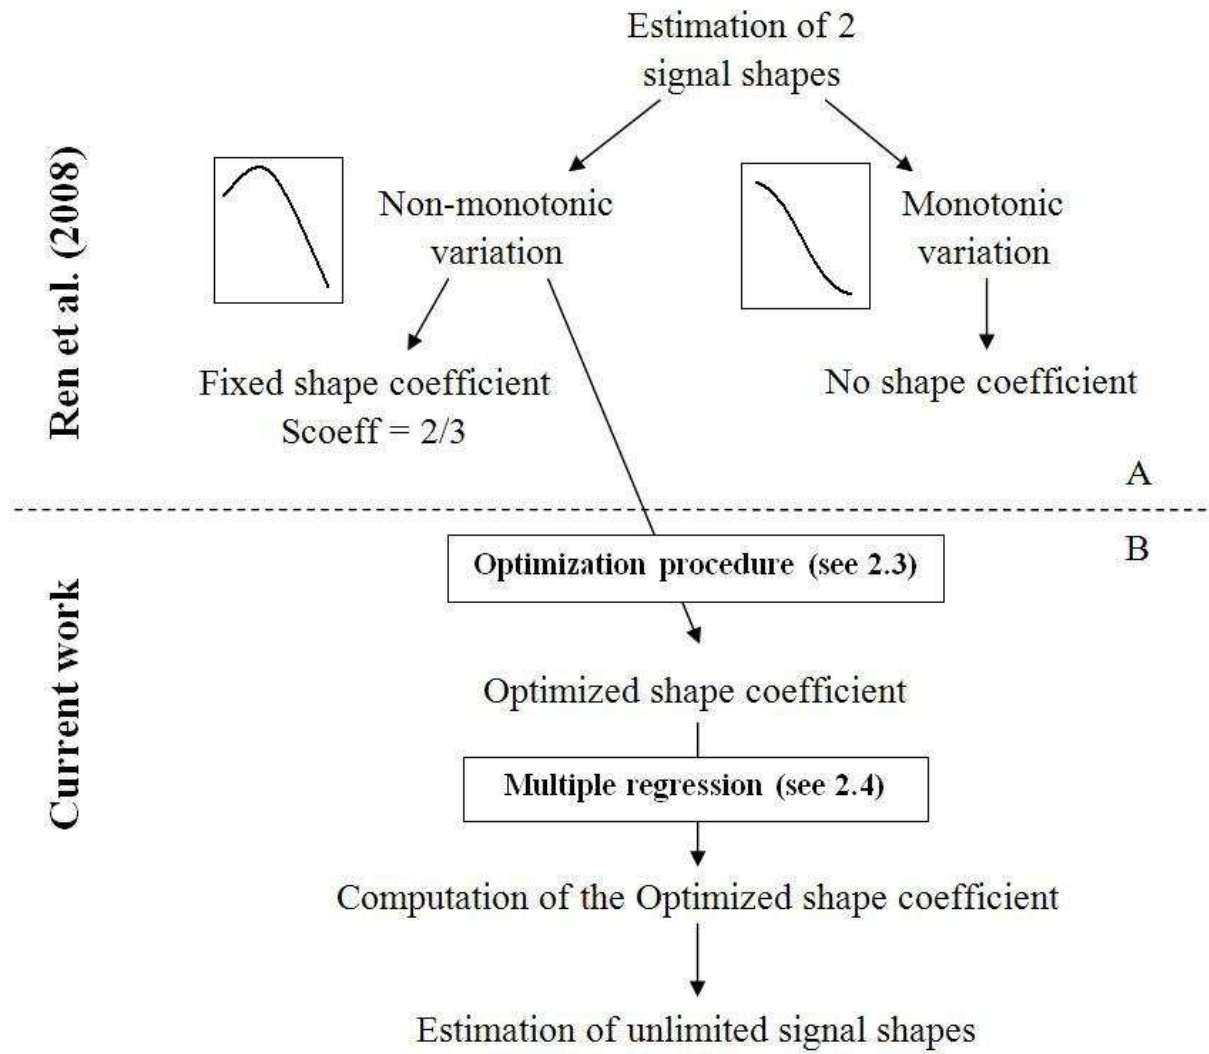 Estimation of 2
signal shapes
Ren et al. (2008)
Non-monotonic
variation
Monotonic
variation
Fixed shape coefficient
Scoeff = 2/3
No shape coefficient
A
B
Current work
Optimization procedure (see 2.3)
Optimized shape coefficient
Multiple regression (see 2.4)
Computation of the Optimized shape coefficient
Estimation of unlimited signal shapes